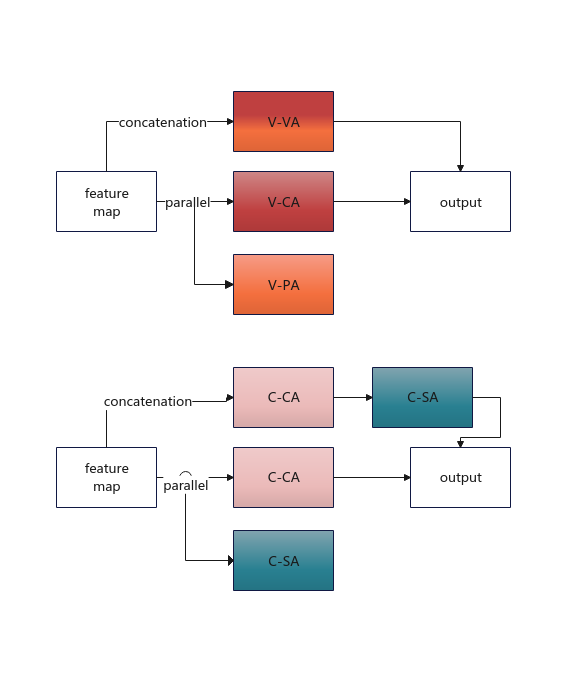 concatenation
V-VA
feature
map
parallel
V-CA
output
V-PA
concatenation
C-CA
C-SA
feature
map
parallel
C-CA
output
C-SA